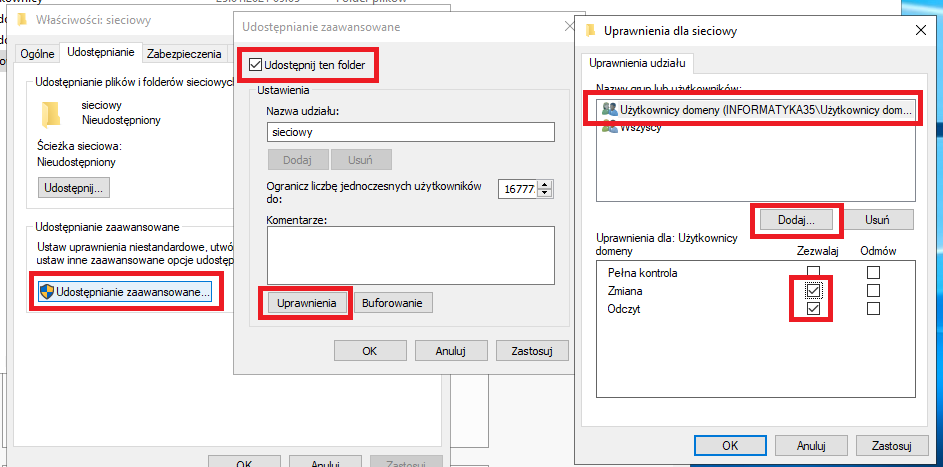 Właściwości: sieciowy
Ogólne
Udostępnianie
Zabezpieczenia
Udostępnianie plików i folderów sieciowych
sieciowy
Nieudostępniony
Ścieżka sieciowa:
Nieudostępniony
Udostępnij...
Udostępnianie zaawansowane
Ustaw uprawnienia niestandardowe,
ustaw inne zaawansowane opcje
Udostępnianie zaawansowane...
OK
Anuluj
Zastosuj
Udostępnianie zaawansowane
Udostępnij ten folder
Ustawienia
Nazwa udziału:
sieciowy
Dodaj
Usuń
Ogranicz liczbę jednoczesnych użytkowników
do:
16777
Komentarze:
Uprawnienia
Buforowanie
OK
Anuluj
Zastosuj
Uprawnienia dla sieciowy
Uprawnienia udziału
Nazwy grup lub użytkowników:
Użytkownicy domeny (INFORMATYKA35\Użytkownicy dom...
Wszyscy
Dodaj...
Usuń
Uprawnienia dla: Użytkownicy
domeny
Zezwalaj
Odmów
Pełna kontrola
Zmiana
Odczyt
OK
Anuluj
Zastosuj